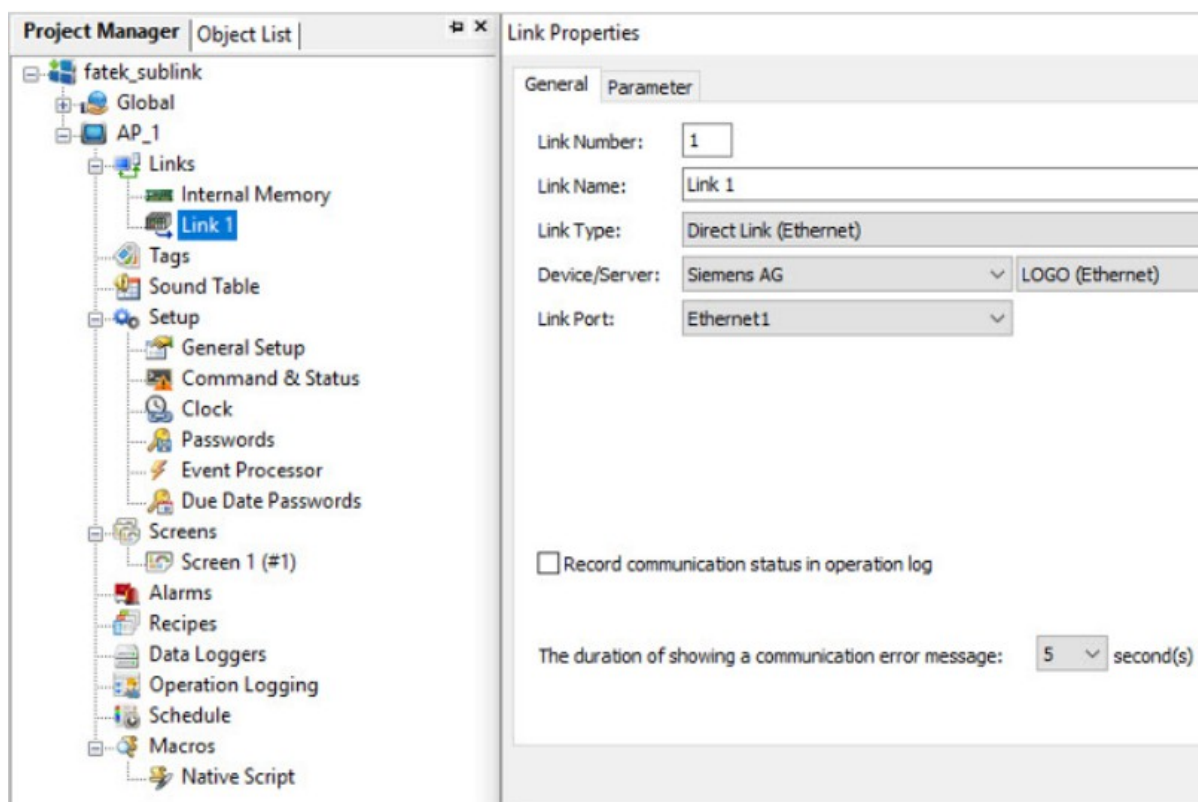 Project Manager Object List
fatek_sublink
Global
AP_1
Links
Internal Memory
Link 1
Tags
Sound Table
Setup
General Setup
Command & Status
Clock
Passwords
Event Processor
Due Date Passwords
Screens
Screen 1 (#1)
Alarms
Recipes
Data Loggers
Operation Logging
Schedule
Macros
Native Script
Link Properties
General Parameter
Link Number: 1
Link Name: Link 1
Link Type: Direct Link (Ethernet)
Device/Server: Siemens AG LOGO (Ethernet)
Link Port: Ethernet1
Record communication status in operation log
The duration of showing a communication error message: 5 second(s)